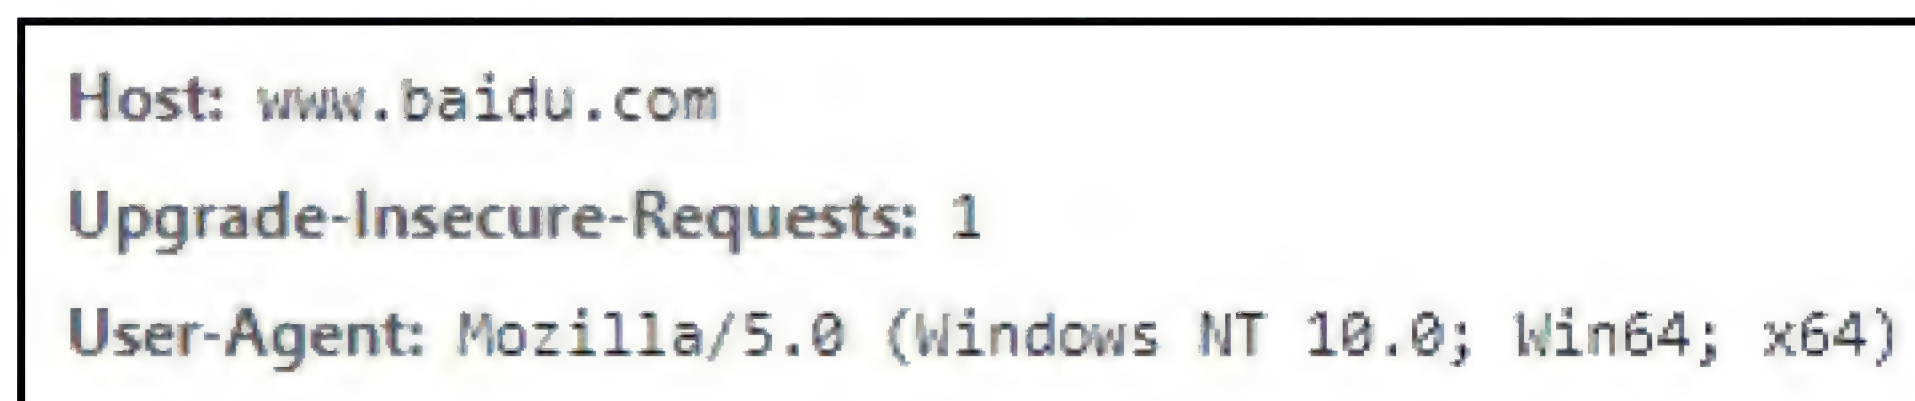 Host: www.baidu.com
Upgrade-Insecure-Requests: 1
User-Agent: Mozilla/5.0 (Windows NT 10.0; Win64; x64)